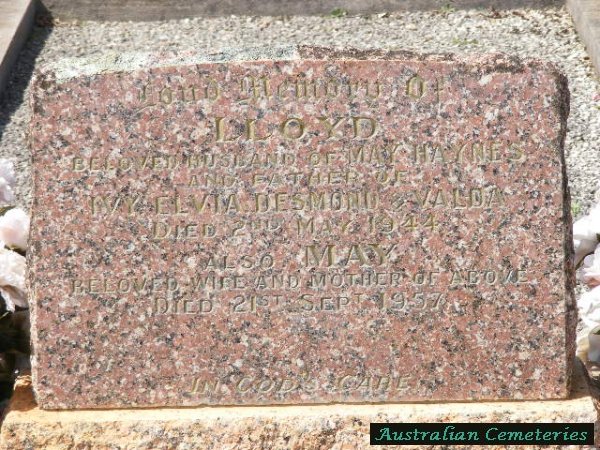 Loud Memory Of
LLOYD
BELOVED HUSBAND OF MAY HAYNES
AND FATHER OF
IVY, ELVIA, DESMOND, VALDA
DIED 2ND MAY 1944
ALSO MAY
BELOVED WIFE AND MOTHER OF ABOVE
DIED 21ST SEPT 1957
IN GOD'S CARE
Australian Cemeteries